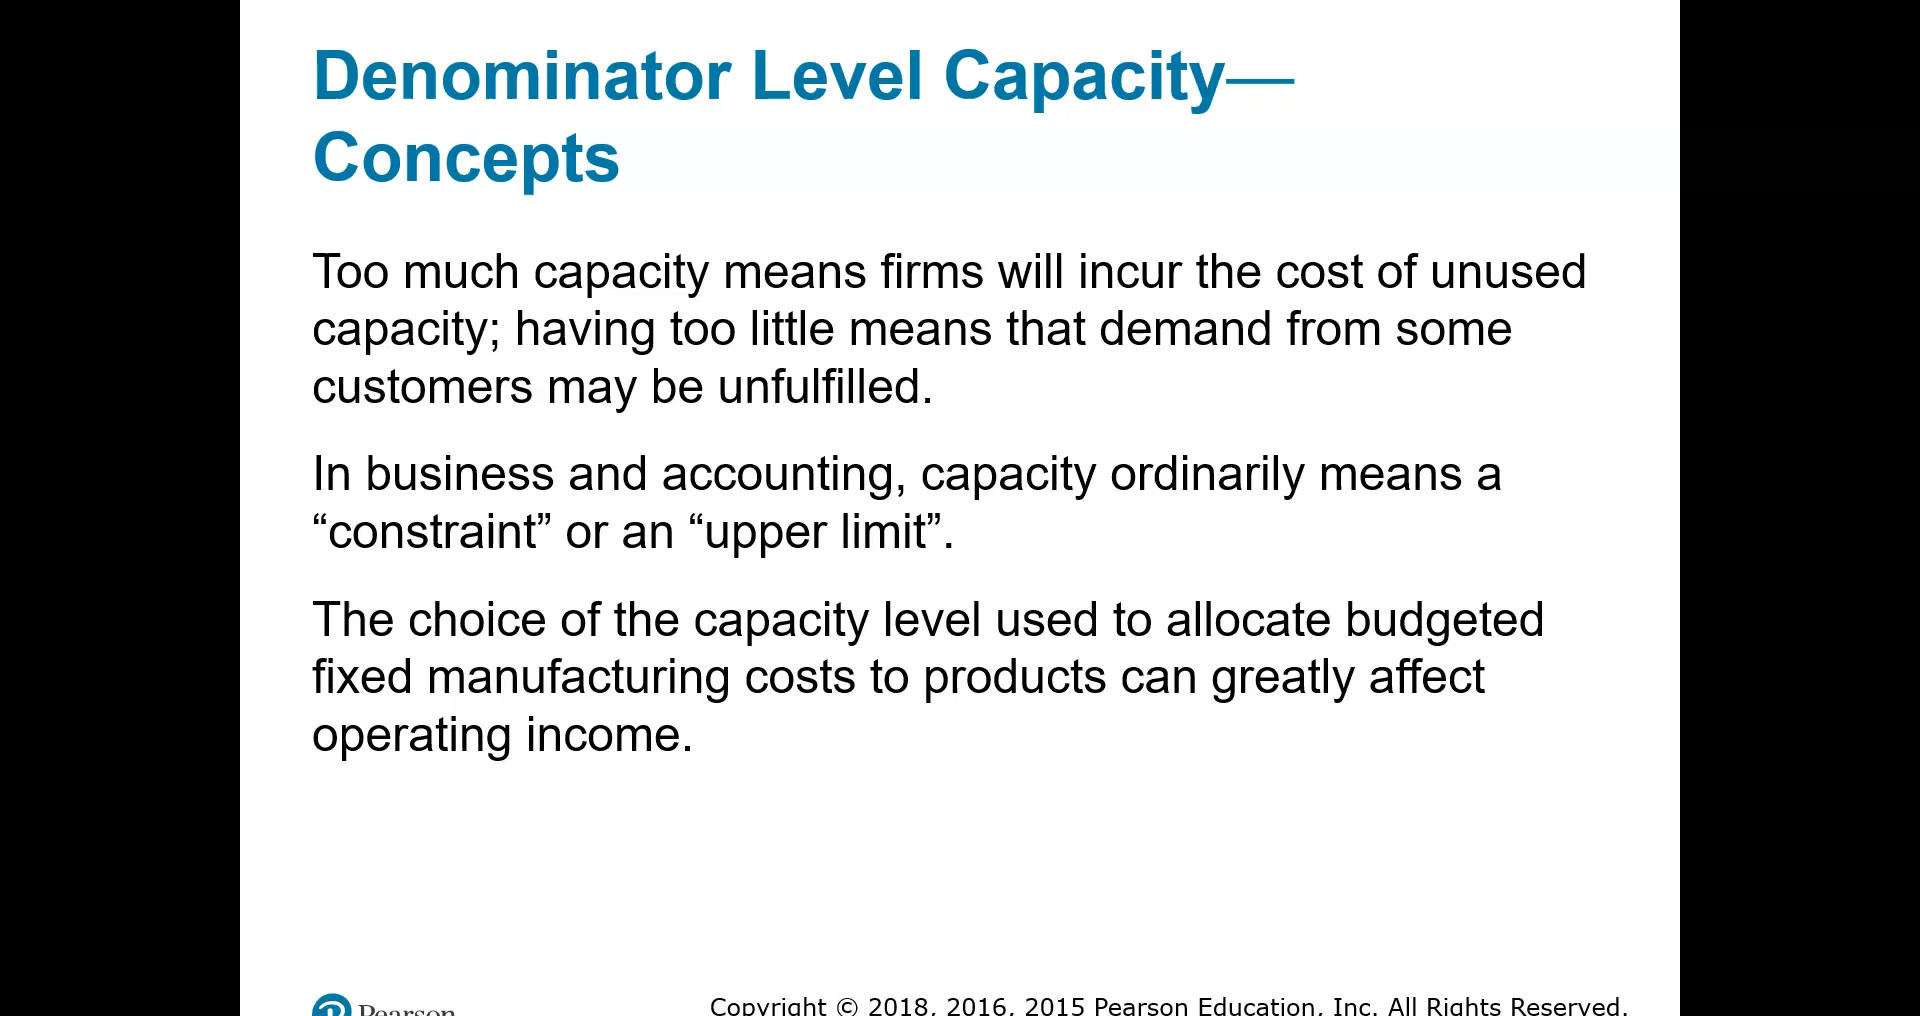 Denominator Level Capacity—
Concepts
Too much capacity means firms will incur the cost of unused
capacity; having too little means that demand from some
customers may be unfulfilled.
In business and accounting, capacity ordinarily means a
“constraint” or an “upper limit”.
The choice of the capacity level used to allocate budgeted
fixed manufacturing costs to products can greatly affect
operating income.
Pearson
Copyright © 2018, 2016, 2015 Pearson Education, Inc. All Rights Reserved.